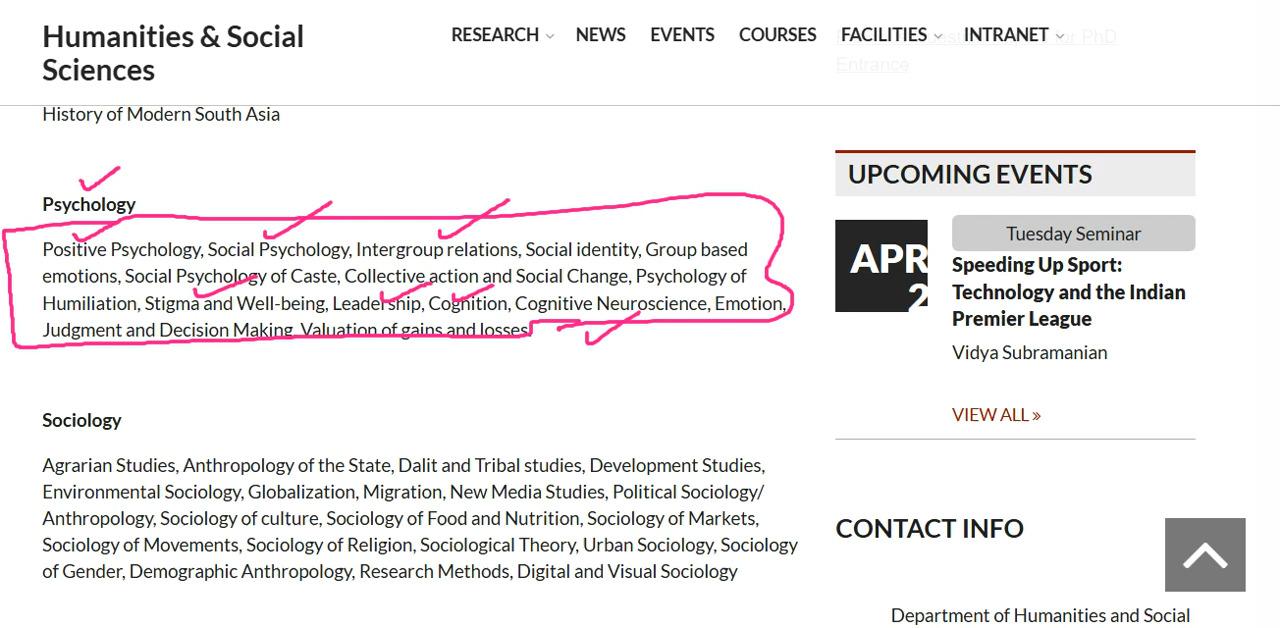 Humanities & Social
Sciences
RESEARCH NEWS EVENTS COURSES FACILITIES INTRANET
for PhD
Entrance
History of Modern South Asia
Psychology
Positive Psychology, Social Psychology, Intergroup relations, Social identity, Group based
emotions, Social Psychology of Caste, Collective action and Social Change, Psychology of
Humiliation, Stigma and Well-being, Leadership, Cognition, Cognitive Neuroscience, Emotion,
Judgment and Decision Making, Valuation of gains and losses
Sociology
Agrarian Studies, Anthropology of the State, Dalit and Tribal studies, Development Studies,
Environmental Sociology, Globalization, Migration, New Media Studies, Political Sociology/
Anthropology, Sociology of culture, Sociology of Food and Nutrition, Sociology of Markets,
Sociology of Movements, Sociology of Religion, Sociological Theory, Urban Sociology, Sociology
of Gender, Demographic Anthropology, Research Methods, Digital and Visual Sociology
UPCOMING EVENTS
APR
2
Tuesday Seminar
Speeding Up Sport:
Technology and the Indian
Premier League
Vidya Subramanian
VIEW ALL »
CONTACT INFO
Department of Humanities and Social